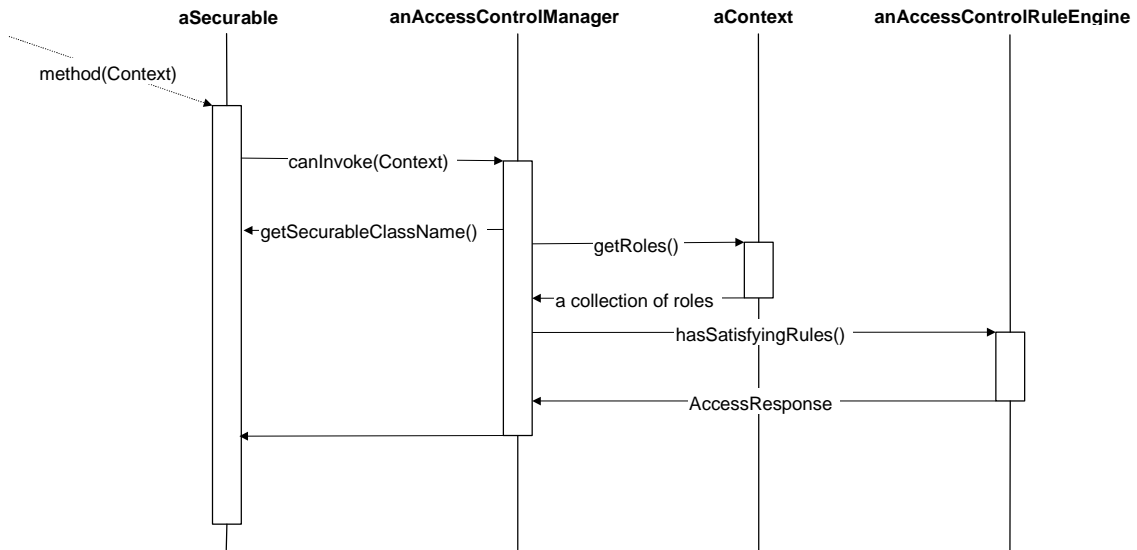 aSecurable
anAccessControlManager
aContext
anAccessControlRuleEngine
method(Context)
canInvoke(Context)
getSecurableClassName()
getRoles()
a collection of roles
hasSatisfyingRules()
AccessResponse